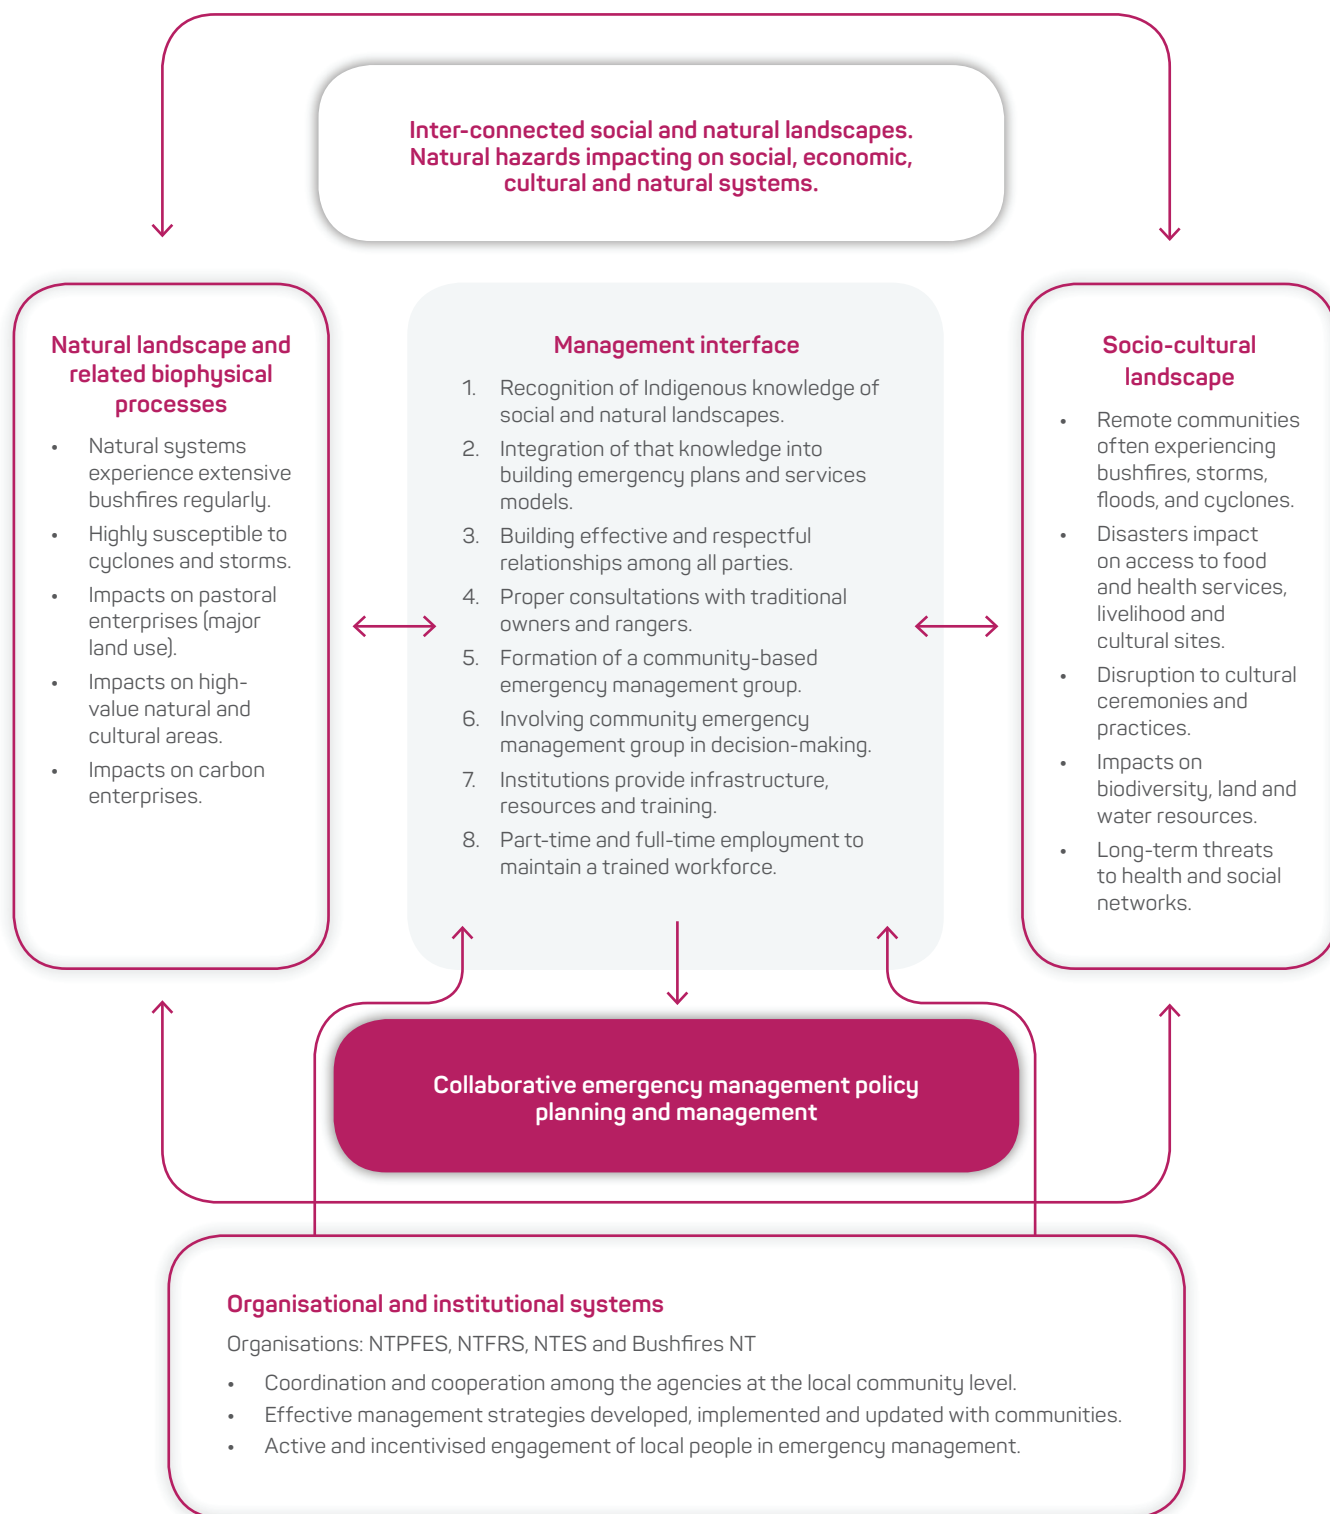 Inter-connected social and natural landscapes.
Natural hazards impacting on social, economic,
cultural and natural systems.
Natural landscape and
related biophysical
processes
• Natural systems
experience extensive
bushfires regularly.
• Highly susceptible to
cyclones and storms.
• Impacts on pastoral
enterprises (major
land use).
• Impacts on high-
value natural and
cultural areas.
• Impacts on carbon
enterprises.
Management interface
1. Recognition of Indigenous knowledge of
social and natural landscapes.
2. Integration of that knowledge into
building emergency plans and services
models.
3. Building effective and respectful
relationships among all parties.
4. Proper consultations with traditional
owners and rangers.
5. Formation of a community-based
emergency management group.
6. Involving community emergency
management group in decision-making.
7. Institutions provide infrastructure,
resources and training.
8. Part-time and full-time employment to
maintain a trained workforce.
Socio-cultural
landscape
• Remote communities
often experiencing
bushfires, storms,
floods, and cyclones.
• Disasters impact
on access to food
and health services,
livelihood and
cultural sites.
• Disruption to cultural
ceremonies and
practices.
• Impacts on
biodiversity, land and
water resources.
• Long-term threats
to health and social
networks.
Collaborative emergency management policy
planning and management
Organisational and institutional systems
Organisations: NTPFES, NTFRS, NTES and Bushfires NT
• Coordination and cooperation among the agencies at the local community level.
• Effective management strategies developed, implemented and updated with communities.
• Active and incentivised engagement of local people in emergency management.